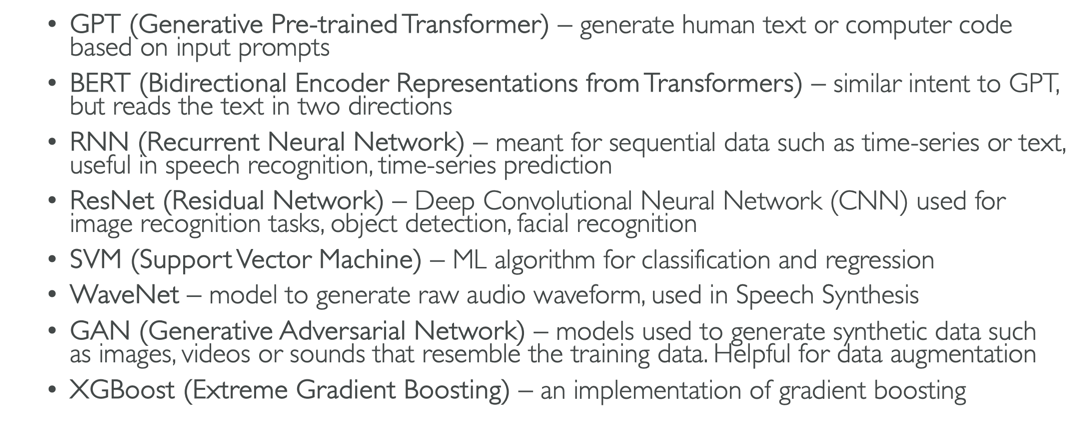 • GPT (Generative Pre-trained Transformer) – generate human text or computer code
based on input prompts
• BERT (Bidirectional Encoder Representations from Transformers) – similar intent to GPT,
but reads the text in two directions
• RNN (Recurrent Neural Network) – meant for sequential data such as time-series or text,
useful in speech recognition, time-series prediction
• ResNet (Residual Network) – Deep Convolutional Neural Network (CNN) used for
image recognition tasks, object detection, facial recognition
• SVM (Support Vector Machine) – ML algorithm for classification and regression
• WaveNet – model to generate raw audio waveform, used in Speech Synthesis
• GAN (Generative Adversarial Network) – models used to generate synthetic data such
as images, videos or sounds that resemble the training data. Helpful for data augmentation
• XGBoost (Extreme Gradient Boosting) – an implementation of gradient boosting